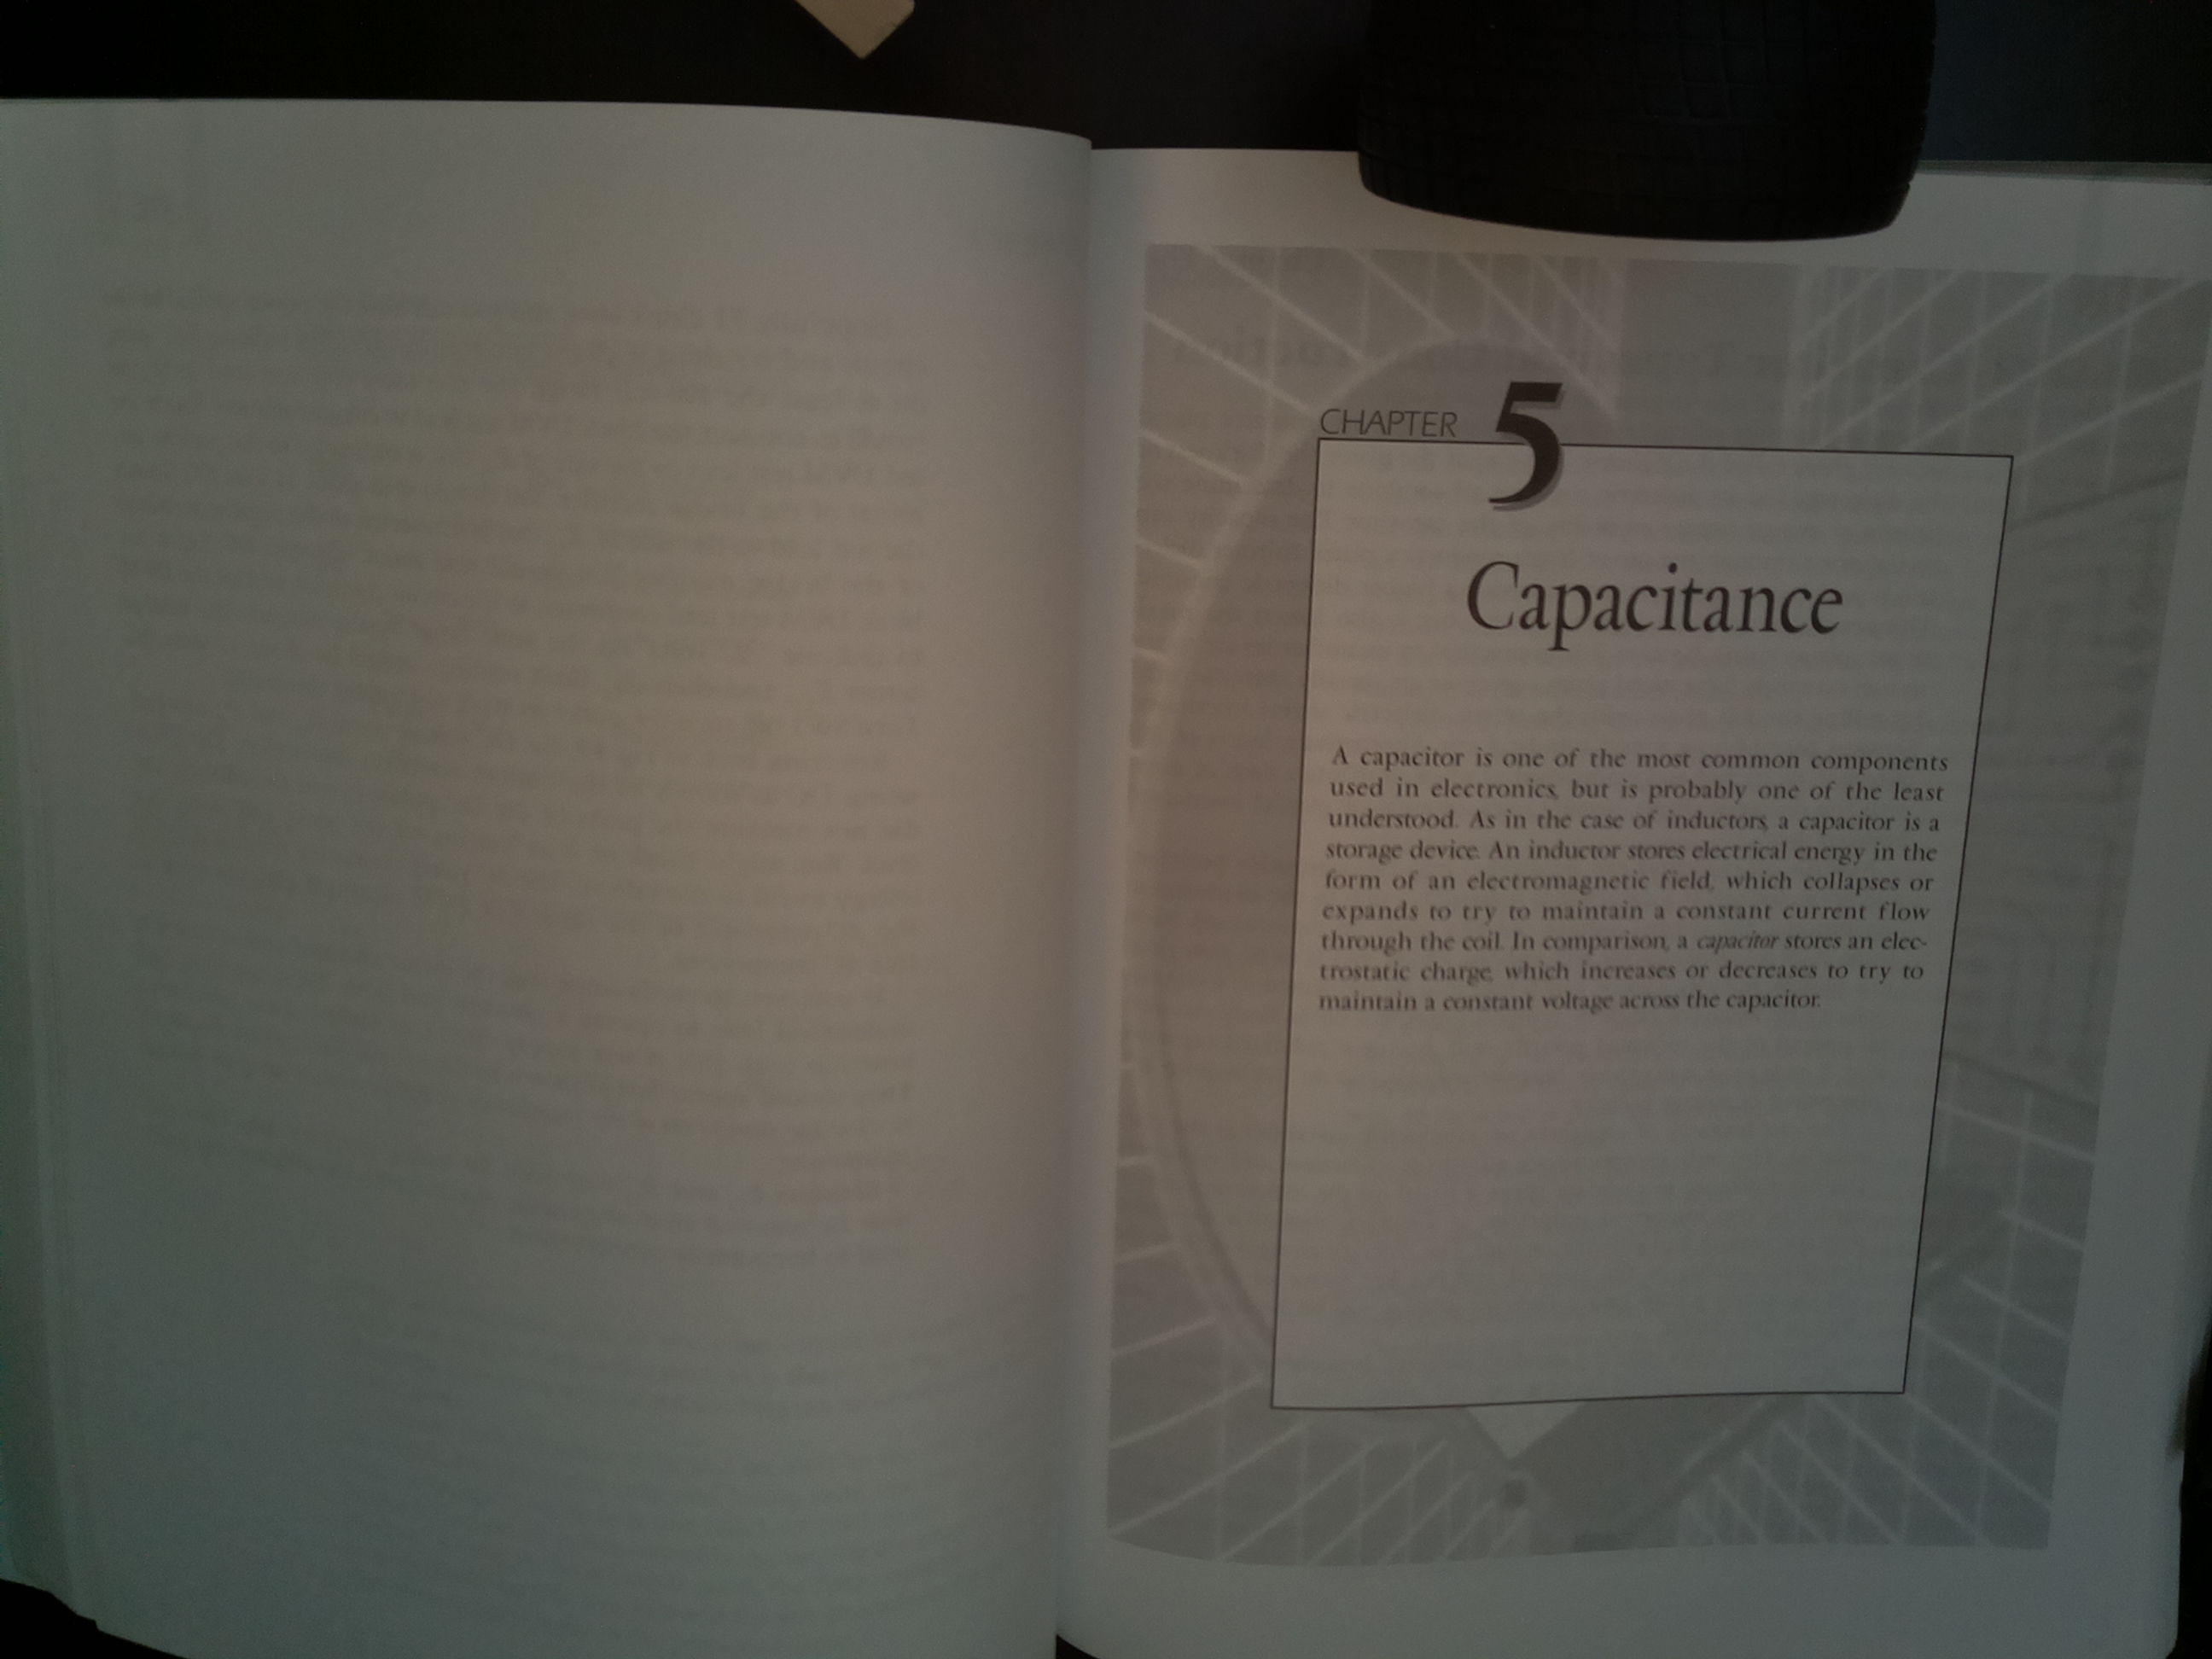 CHAPTER 5
Capacitance
A capacitor is one of the most common components
used in electronics, but is probably one of the least
understood. As in the case of inductors, a capacitor is a
storage device. An inductor stores electrical energy in the
form of an electromagnetic field, which collapses or
expands to try to maintain a constant current flow
through the coil. In comparison, a capacitor stores an elec-
trostatic charge, which increases or decreases to try to
maintain a constant voltage across the capacitor.